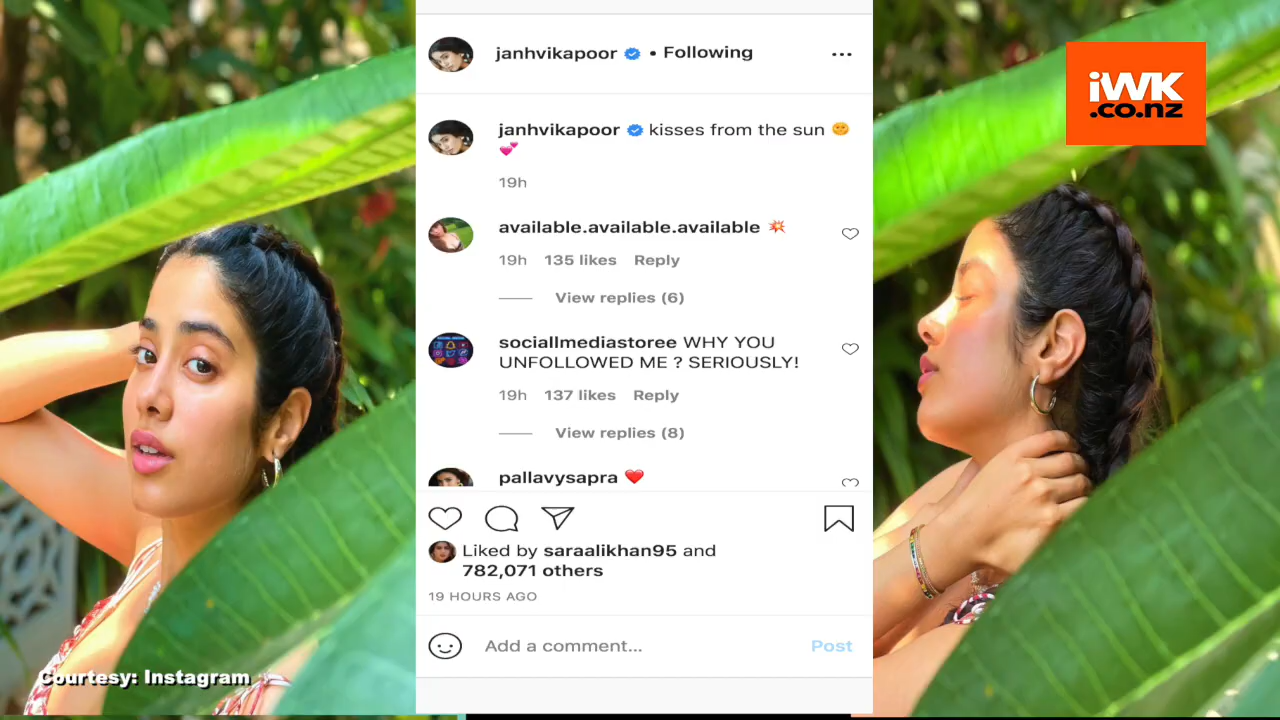 janhvikapoor • Following
janhvikapoor kisses from the sun 🌞
💕
19h
available.available.available 💥
19h 135 likes Reply
View replies (6)
sociallmediastoree WHY YOU
UNFOLLOWED ME ? SERIOUSLY!
19h 137 likes Reply
View replies (8)
pallavysapra ❤️
Liked by saraalikhan95 and
782,071 others
19 HOURS AGO
Add a comment... Post
iWK
.co.nz
Courtesy: Instagram